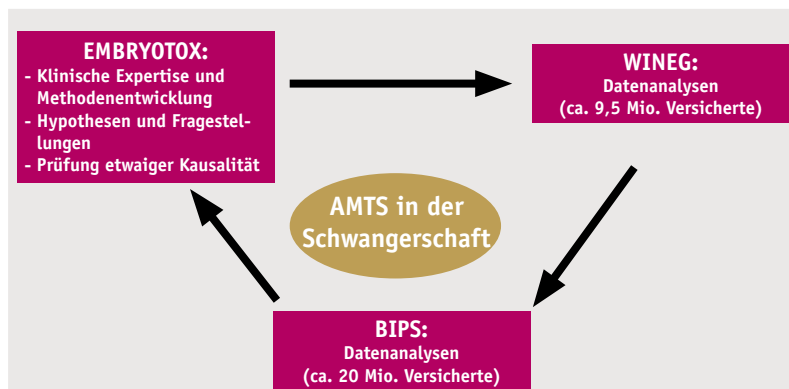 EMBRYOTOX:
- Klinische Expertise und
Methodenentwicklung
- Hypothesen und Fragestel-
lungen
- Prüfung etwaiger Kausalität
WINEG:
Datenanalysen
(ca. 9,5 Mio. Versicherte)
AMTS in der
Schwangerschaft
BIPS:
Datenanalysen
(ca. 20 Mio. Versicherte)